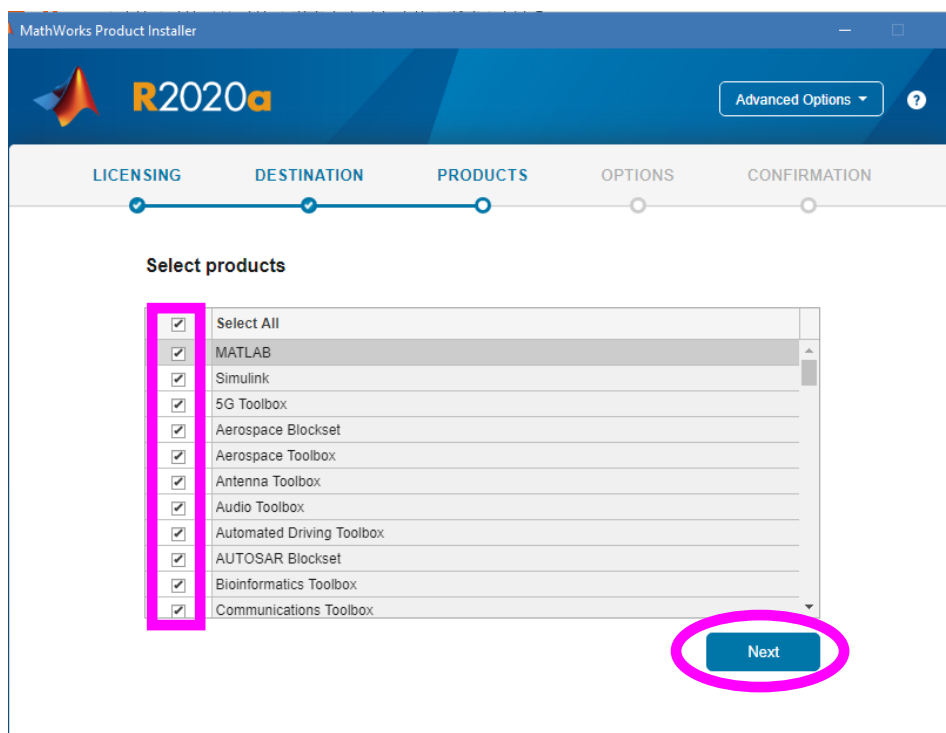 MathWorks Product Installer
R2020a
Advanced Options
?
LICENSING DESTINATION PRODUCTS OPTIONS CONFIRMATION
Select products
Select All
MATLAB
Simulink
5G Toolbox
Aerospace Blockset
Aerospace Toolbox
Antenna Toolbox
Audio Toolbox
Automated Driving Toolbox
AUTOSAR Blockset
Bioinformatics Toolbox
Communications Toolbox
Next